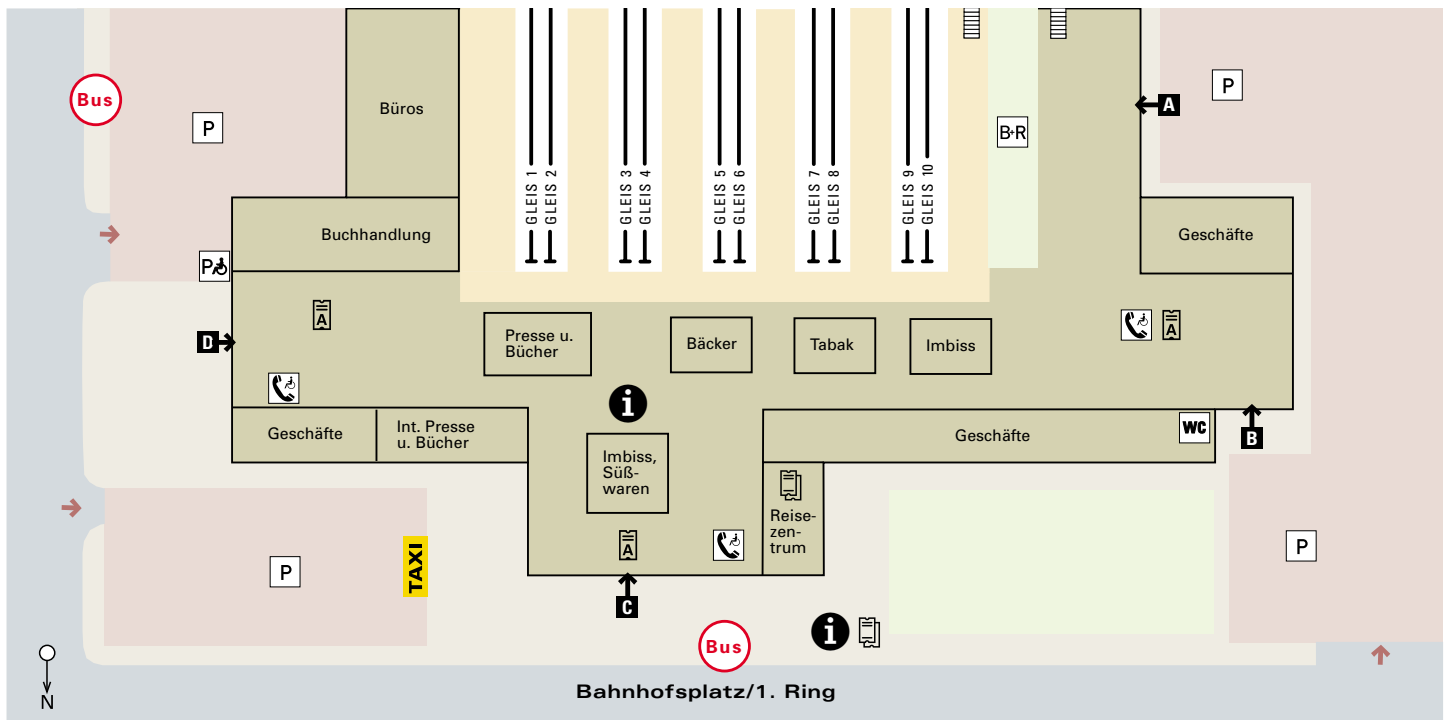 Bus
P
Büros
GLEIS 1
GLEIS 2
GLEIS 3
GLEIS 4
GLEIS 5
GLEIS 6
GLEIS 7
GLEIS 8
GLEIS 9
GLEIS 10
B+R
A
P
Buchhandlung
Geschäfte
P
A
D
Presse u.
Bücher
Bäcker
Tabak
Imbiss
A
i
Geschäfte
Int. Presse
u. Bücher
Geschäfte
WC
B
Imbiss,
Süß-
waren
Reise-
zen-
trum
A
P
TAXI
P
C
i
Bus
N
Bahnhofsplatz/1. Ring